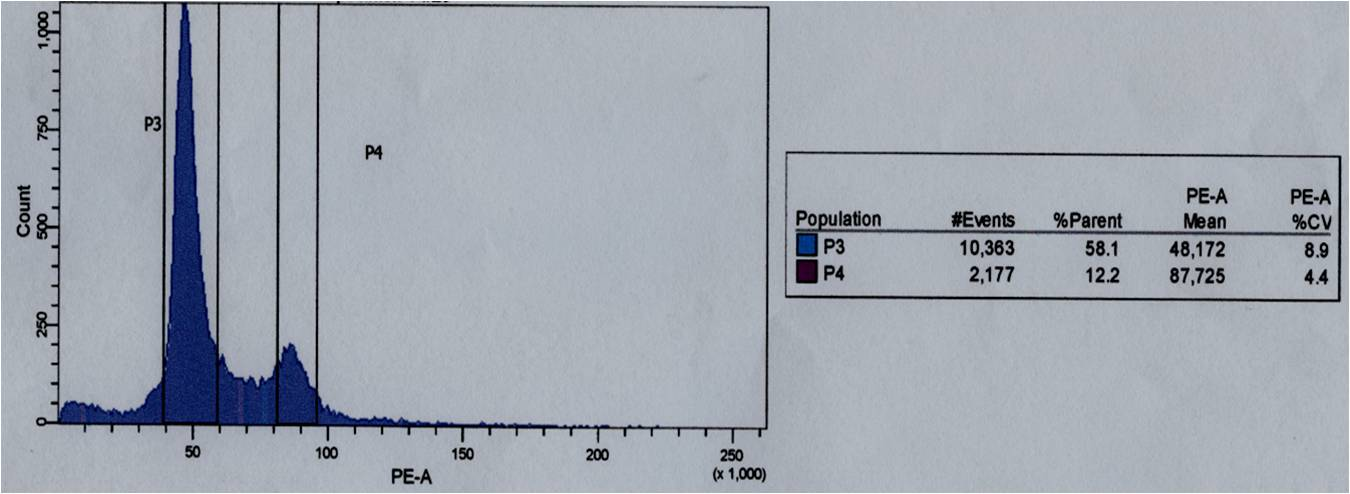 1,000
750
500
250
0
Count
P3
P4
50
100
150
200
250
(x 1,000)
PE-A
PE-A PE-A
Population #Events %Parent Mean %CV
P3 10,363 58.1 48,172 8.9
P4 2,177 12.2 87,725 4.4